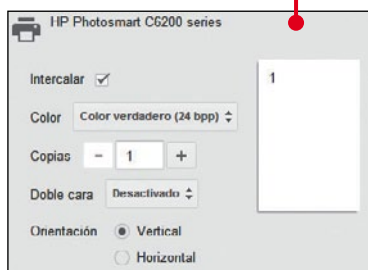 HP Photosmart C6200 series
Intercalar
1
Color Color verdadero (24 bpp)
Copias - 1 +
Doble cara Desactivado
Orientación Vertical
Horizontal